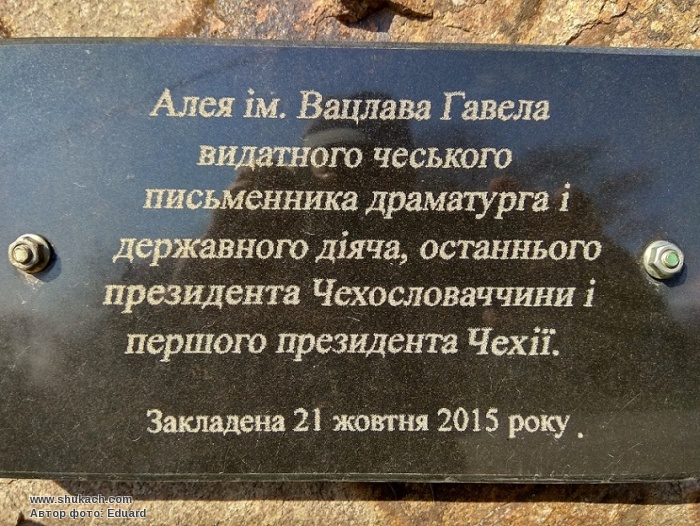 Алея ім. Вацлава Гавела
видатного чеського
письменника драматурга і
державного діяча, останнього
президента Чехословаччини і
першого президента Чехії.
Закладена 21 жовтня 2015 року.
www.shukach.com
Автор фото: Eduard